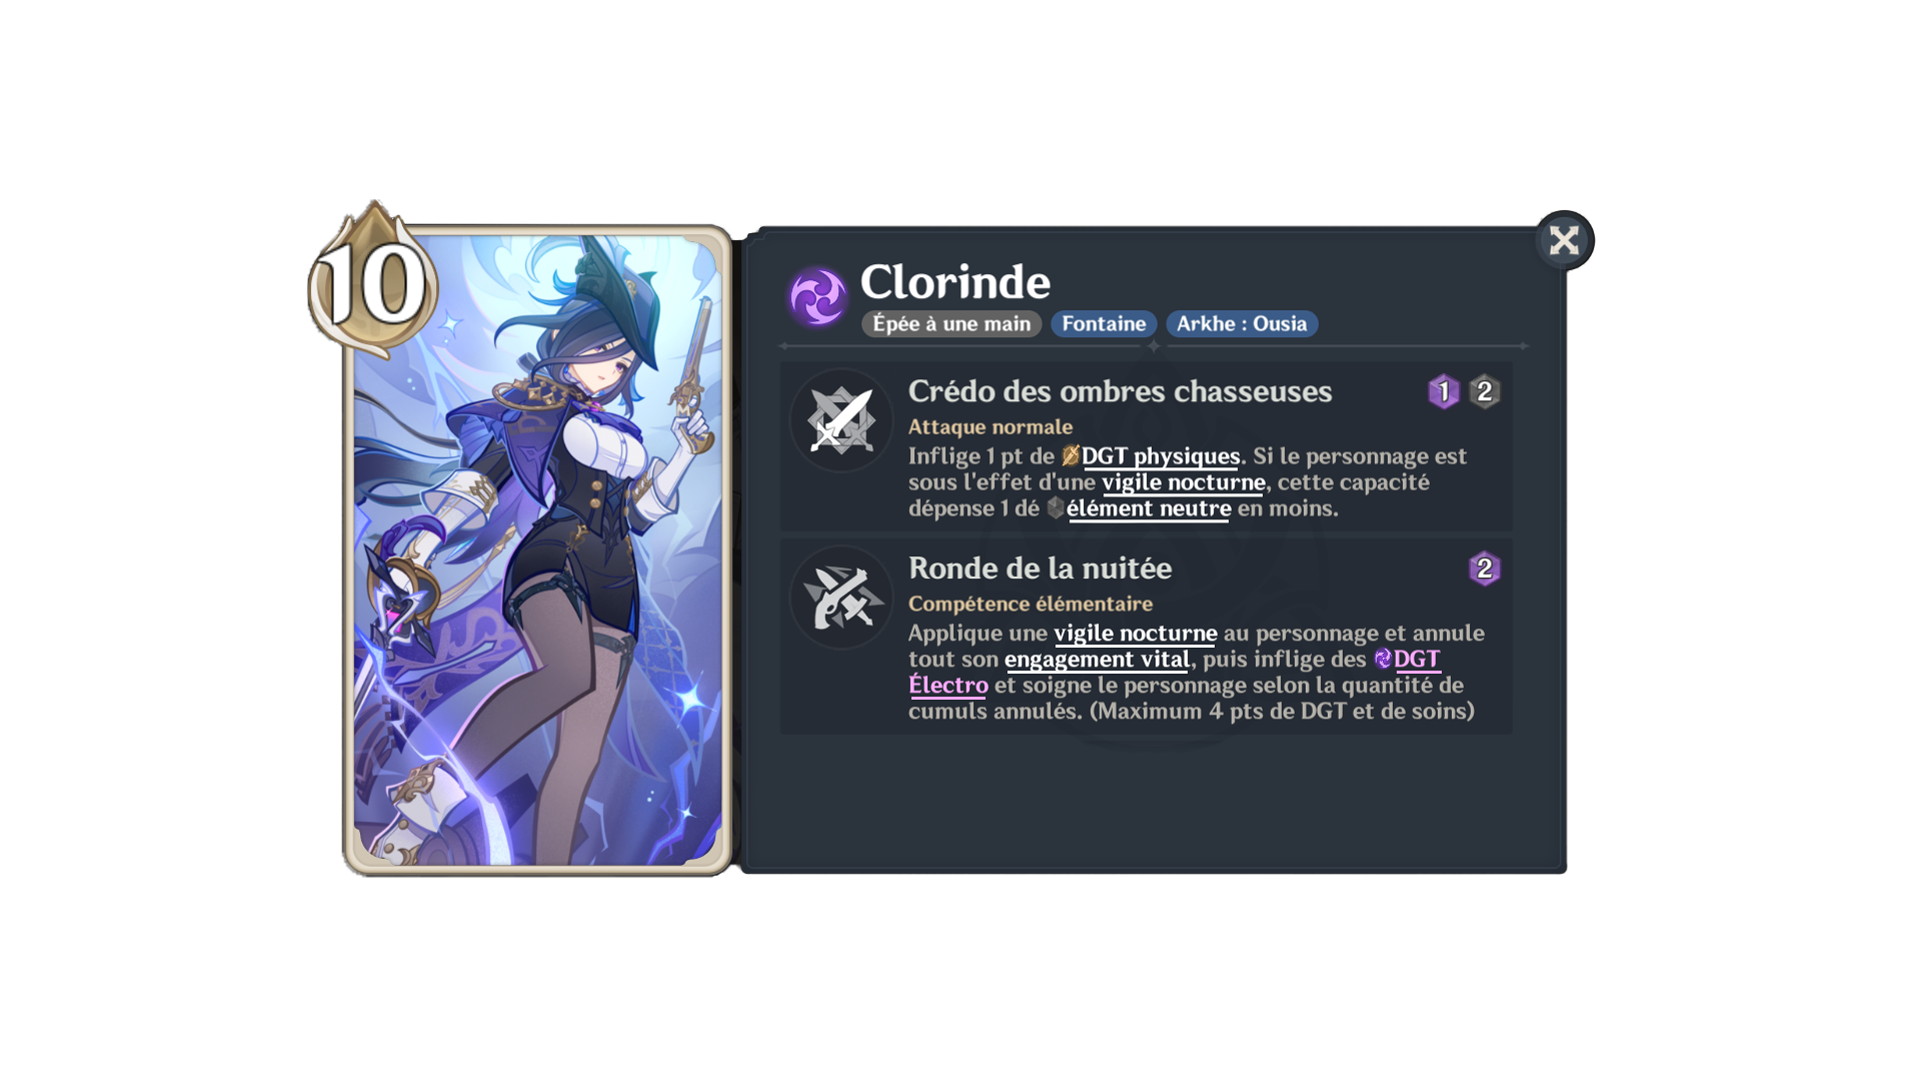 10
Clorinde
Épée à une main Fontaine Arkhe : Ousia
Crédo des ombres chasseuses 1 2
Attaque normale
Inflige 1 pt de DGT physiques. Si le personnage est
sous l'effet d'une vigile nocturne, cette capacité
dépense 1 dé élément neutre en moins.
Ronde de la nuitée 2
Compétence élémentaire
Applique une vigile nocturne au personnage et annule
tout son engagement vital, puis inflige des DGT
Électro et soigne le personnage selon la quantité de
cumuls annulés. (Maximum 4 pts de DGT et de soins)